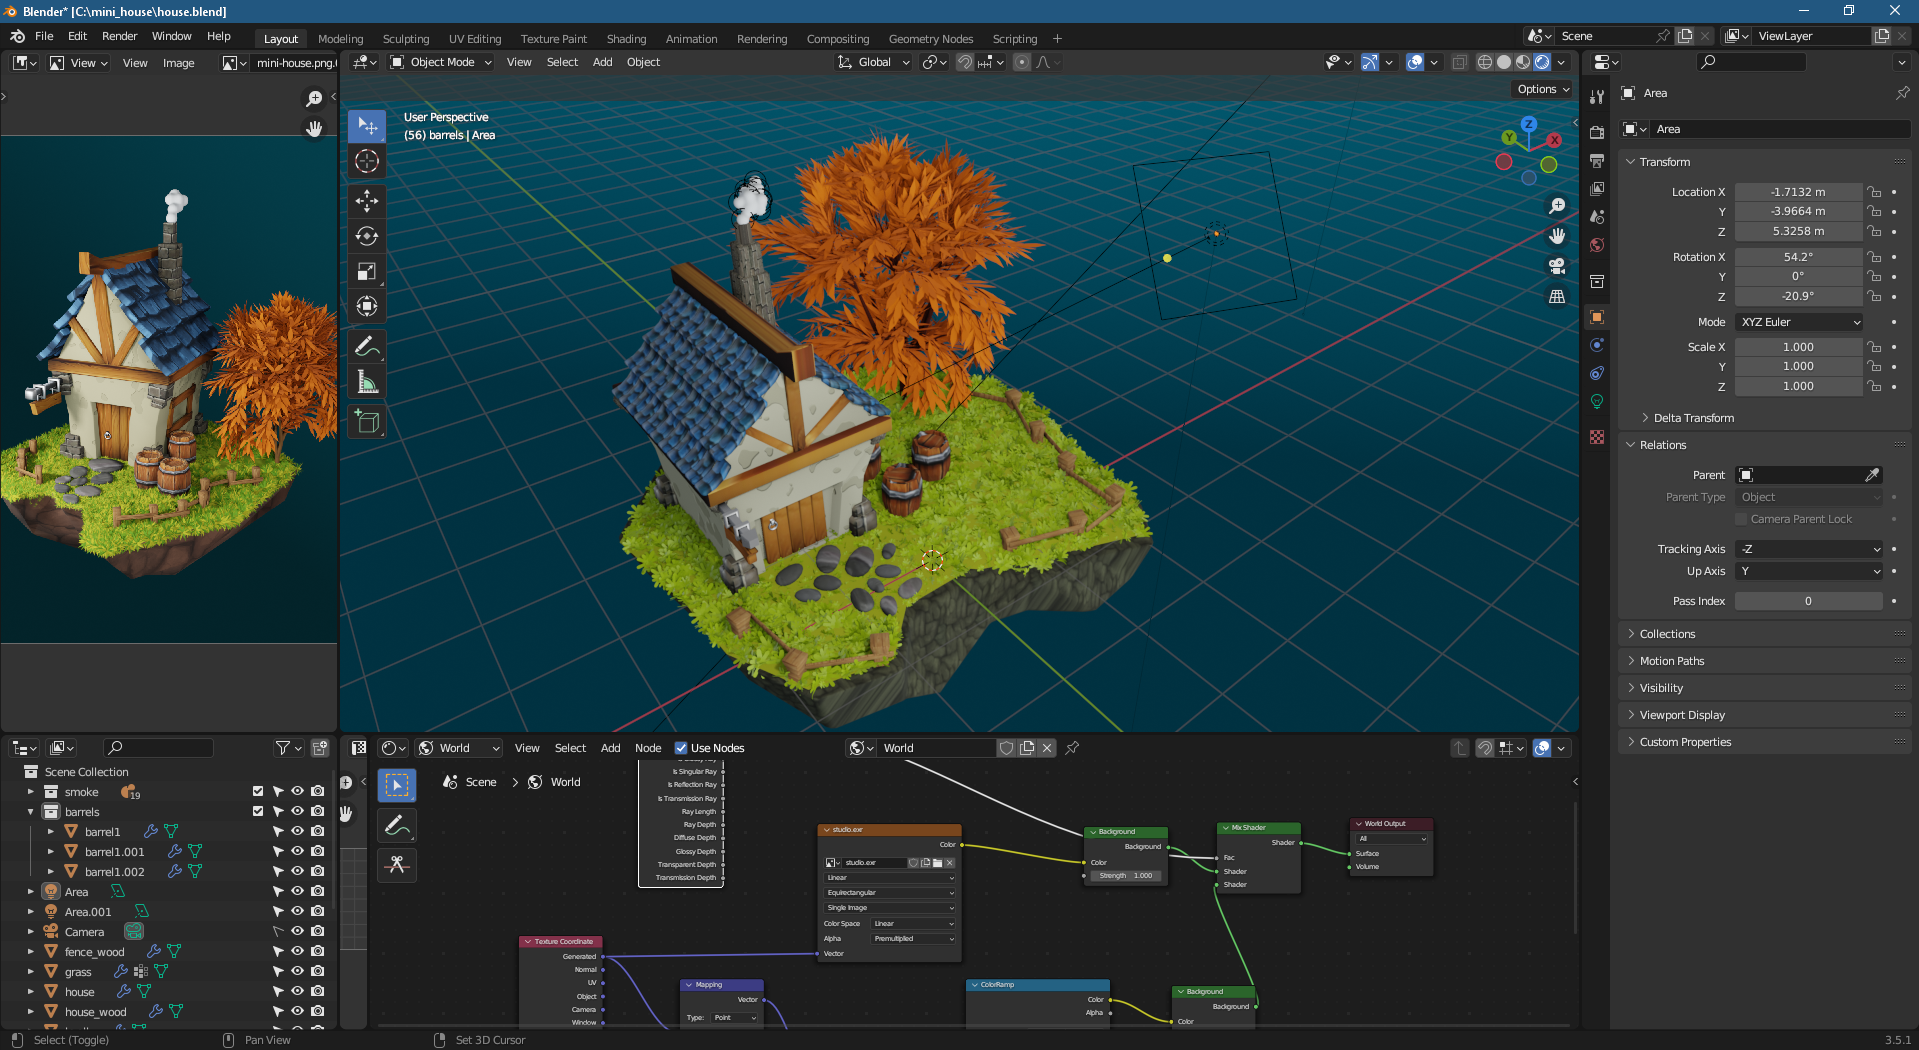 Blender* [C:\mini_house\house.blend]
File Edit Render Window Help
Layout Modeling Sculpting UV Editing Texture Paint Shading Animation Rendering Compositing Geometry Nodes Scripting
Scene
ViewLayer
View View Image mini-house.png
Object Mode View Select Add Object
Global
Options
User Perspective
(56) barrels | Area
Z
Y
X
Area
Area
Transform
Location X -1.7132 m
Y -3.9664 m
Z 5.3258 m
Rotation X 54.2°
Y 0°
Z -20.9°
Mode XYZ Euler
Scale X 1.000
Y 1.000
Z 1.000
Delta Transform
Relations
Parent
Parent Type Object
Camera Parent Lock
Tracking Axis -Z
Up Axis Y
Pass Index 0
Collections
Motion Paths
Visibility
Viewport Display
Custom Properties
Scene Collection
smoke 19
barrels
barrel1
barrel1.001
barrel1.002
Area
Area.001
Camera
fence_wood
grass
house
house_wood
World View Select Add Node Use Nodes
World
Scene > World
Is Singular Ray
Is Reflection Ray
Is Transmission Ray
Ray Length
Ray Depth
Diffuse Depth
Glossy Depth
Transparent Depth
Transmission Depth
studio.exr
Color
studio.exr
Linear
Equirectangular
Single Image
Color Space Linear
Alpha Premultiplied
Vector
Background
Background
Color
Strength 1.000
Mix Shader
Shader
Fac
Shader
Shader
World Output
All
Surface
Volume
Texture Coordinate
Generated
Normal
UV
Object
Camera
Window
Mapping
Vector
Type: Point
ColorRamp
Color
Alpha
Background
Background
Color
Select (Toggle) Pan View Set 3D Cursor 3.5.1